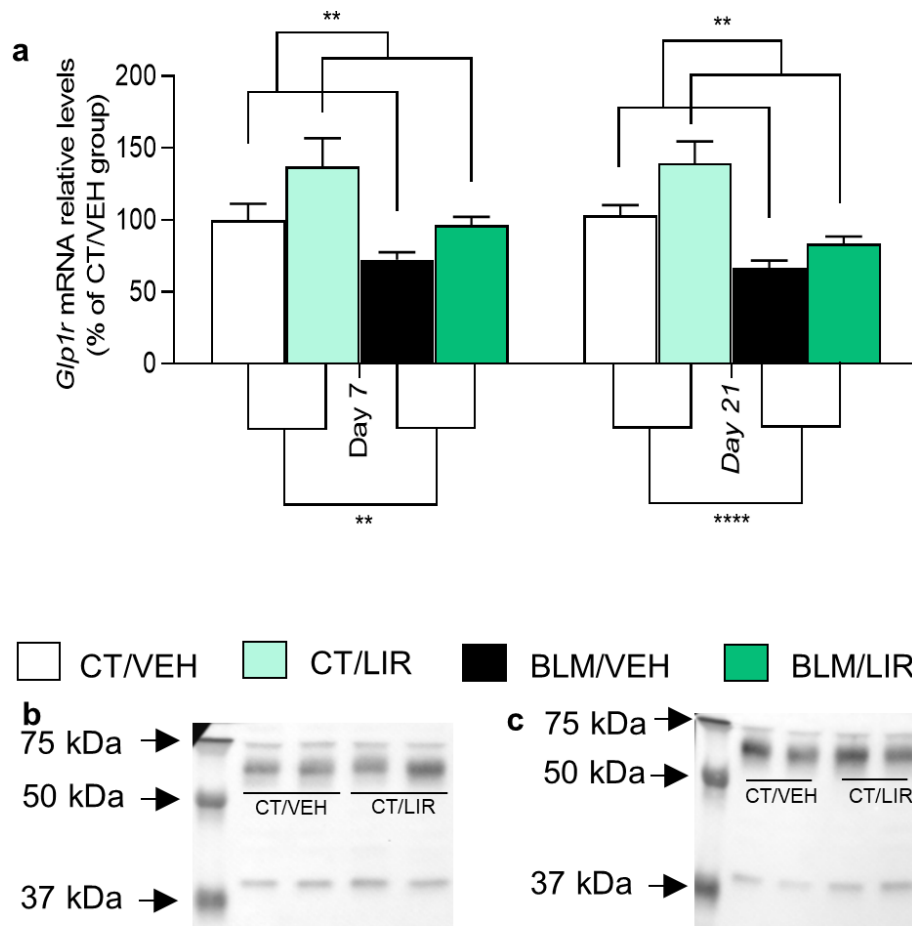 **
**
a
Glp1r mRNA relative levels
(% of CT/VEH group)
200
150
100
50
0
Day 7
Day 21
**
****
CT/VEH
CT/LIR
BLM/VEH
BLM/LIR
b
75 kDa
50 kDa
37 kDa
CT/VEH
CT/LIR
c
75 kDa
50 kDa
37 kDa
CT/VEH
CT/LIR